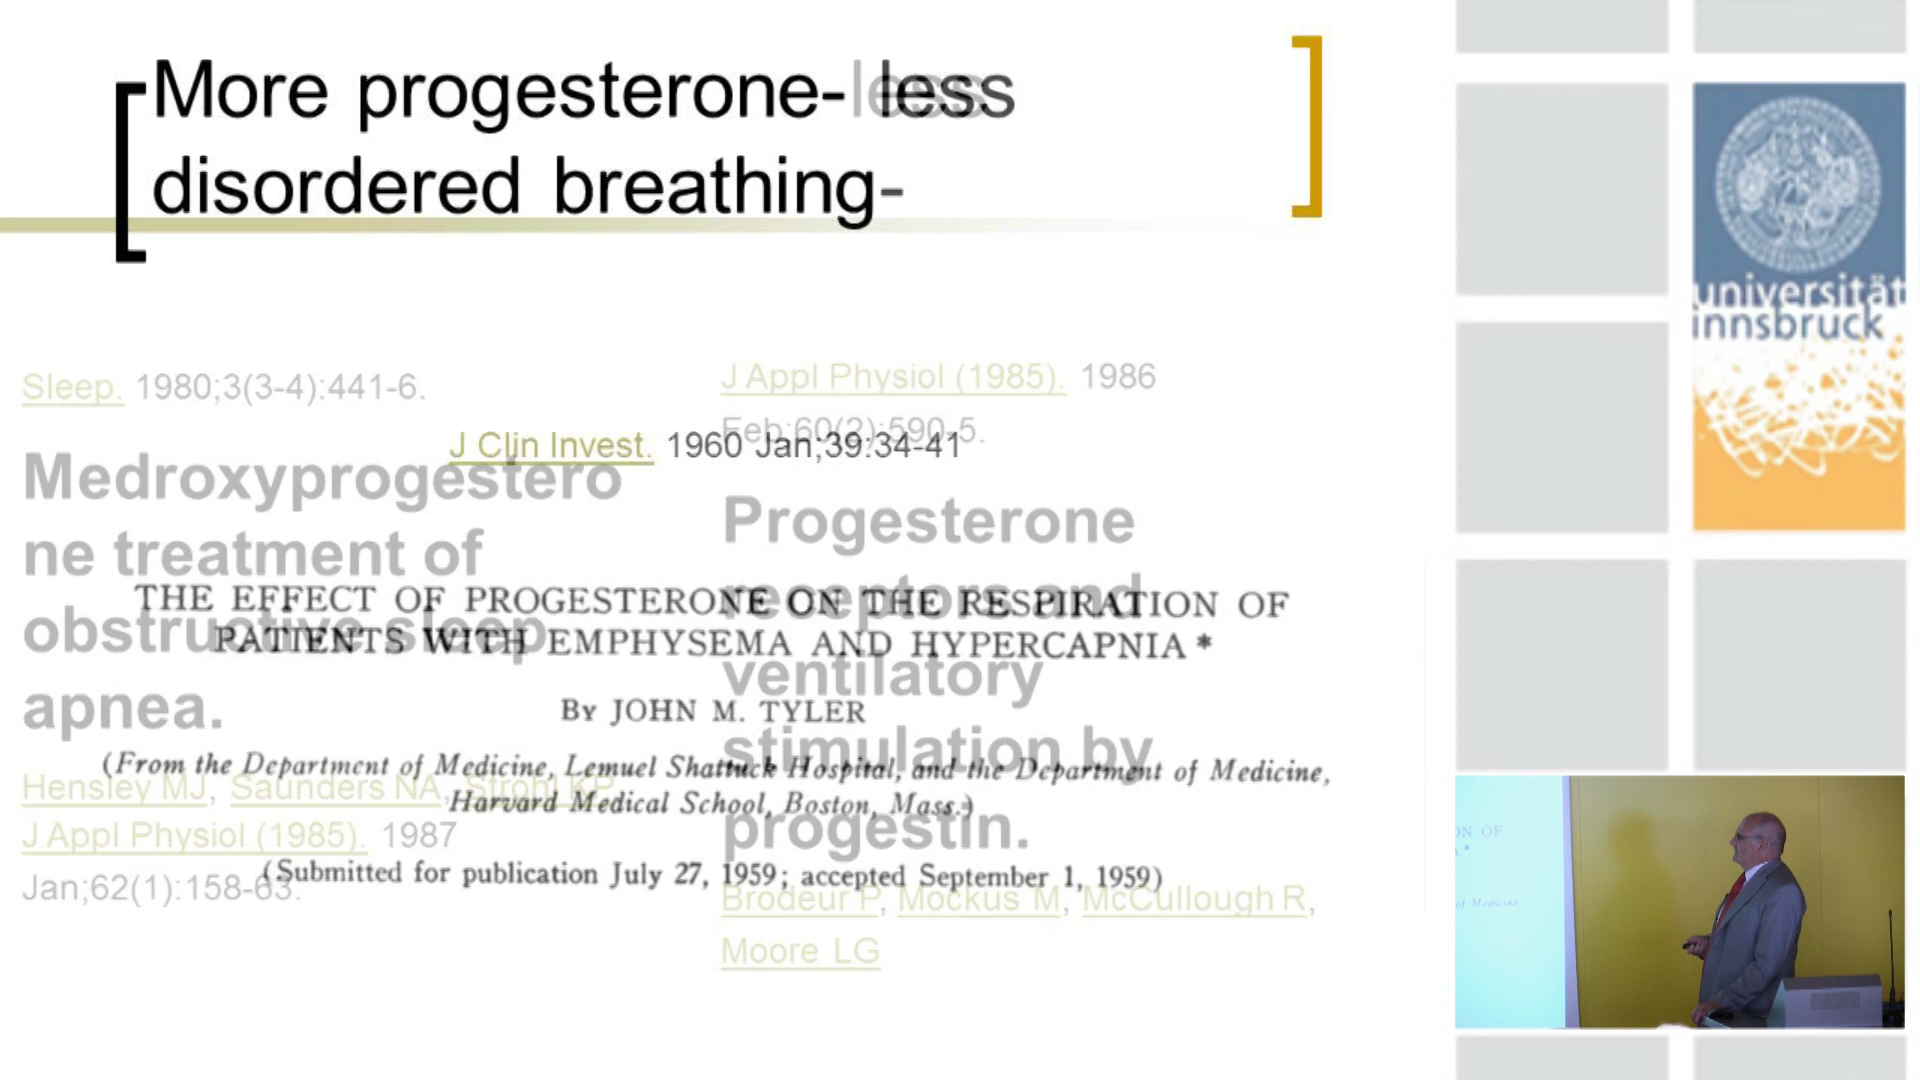 More progesterone- less
disordered breathing-
Sleep. 1980;3(3-4):441-6.
Medroxyprogestero
ne treatment of
obstructive sleep
apnea.
Hensley MJ, Saunders NA, Strohl KP
J Appl Physiol (1985). 1987
Jan;62(1):158-63.
J Appl Physiol (1985). 1986
Feb;60(2):590-5.
Progesterone
receptors and
ventilatory
stimulation by
progestin.
Brodeur P, Mockus M, McCullough R,
Moore LG
J Clin Invest. 1960 Jan;39:34-41
THE EFFECT OF PROGESTERONE ON THE RESPIRATION OF
PATIENTS WITH EMPHYSEMA AND HYPERCAPNIA *
By JOHN M. TYLER
(From the Department of Medicine, Lemuel Shattuck Hospital, and the Department of Medicine,
Harvard Medical School, Boston, Mass.)
(Submitted for publication July 27, 1959; accepted September 1, 1959)
universität
innsbruck
ON OF
*
of Medicine,